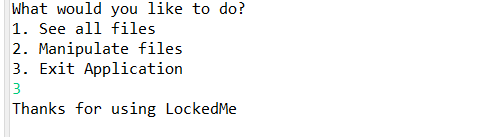 What would you like to do?
1. See all files
2. Manipulate files
3. Exit Application
3
Thanks for using LockedMe